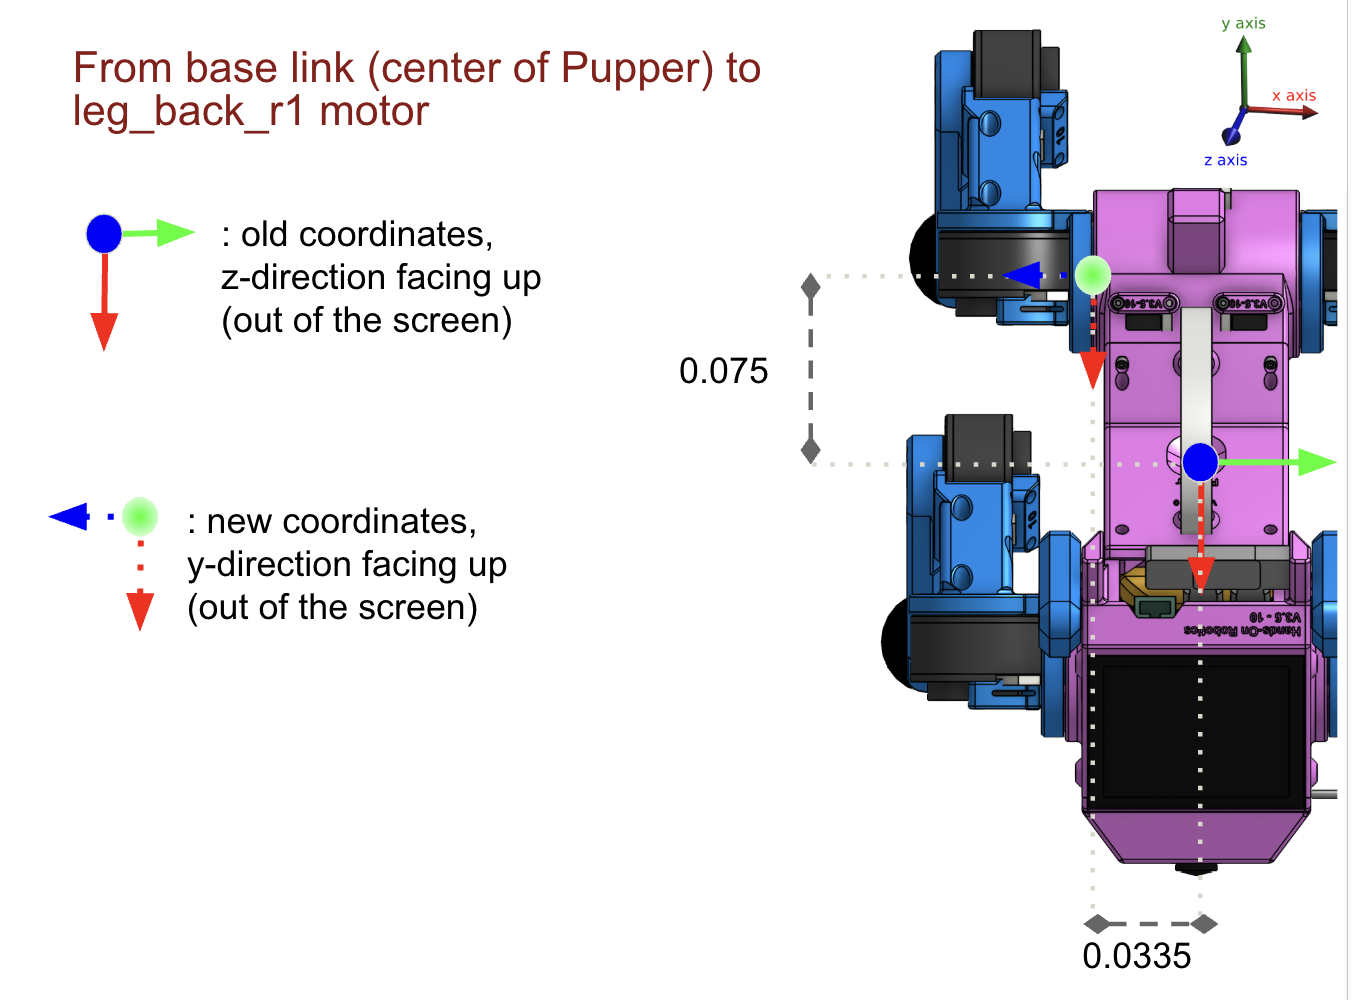 From base link (center of Pupper) to
leg_back_r1 motor
y axis
x axis
z axis
: old coordinates,
z-direction facing up
(out of the screen)
0.075
: new coordinates,
y-direction facing up
(out of the screen)
10
10
V3.5-10
Hands-On Robotics
V3.5 - 10
0.0335